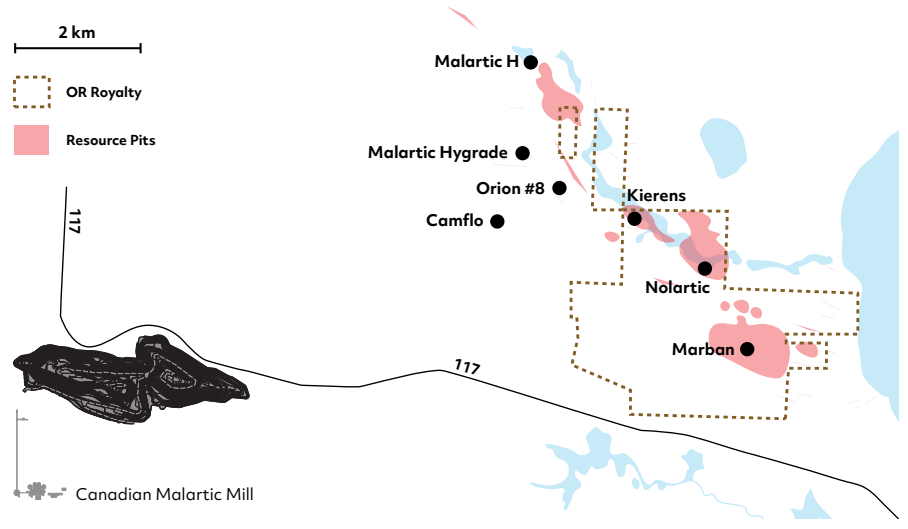 2 km
OR Royalty
Resource Pits
117
Malartic H
Malartic Hygrade
Orion #8
Kierens
Camflo
Nolartic
Marban
117
Canadian Malartic Mill